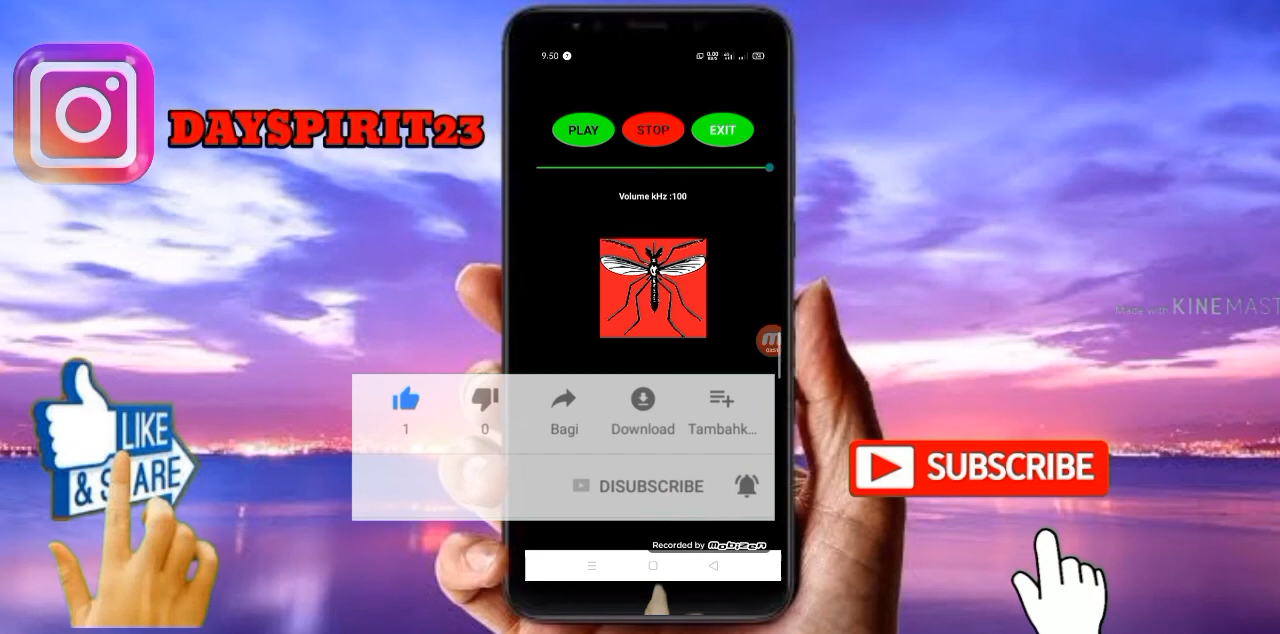 DAYSPIRIT23
9.50
PLAY STOP EXIT
Volume kHz :100
Made with KINEMAST
LIKE
& SHARE
1 0 Bagi Download Tambahk...
DISUBSCRIBE
SUBSCRIBE
Recorded by Mobizen